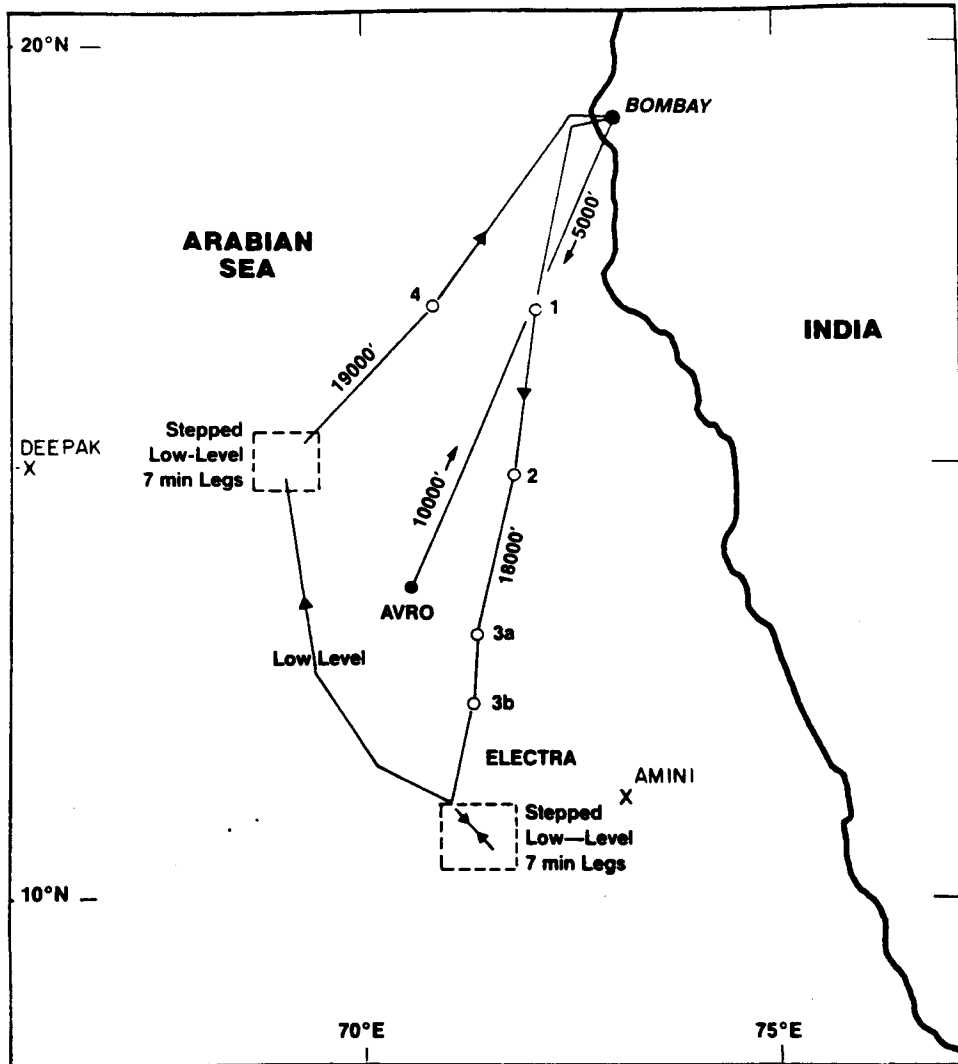 20°N
BOMBAY
5000'
ARABIAN
SEA
4
1
INDIA
19000'
Stepped
Low-Level
7 min Legs
DEEPAK
X
2
10000'
18000'
AVRO
3a
Low Level
3b
ELECTRA
AMINI
X
Stepped
Low—Level
7 min Legs
10°N
70°E
75°E